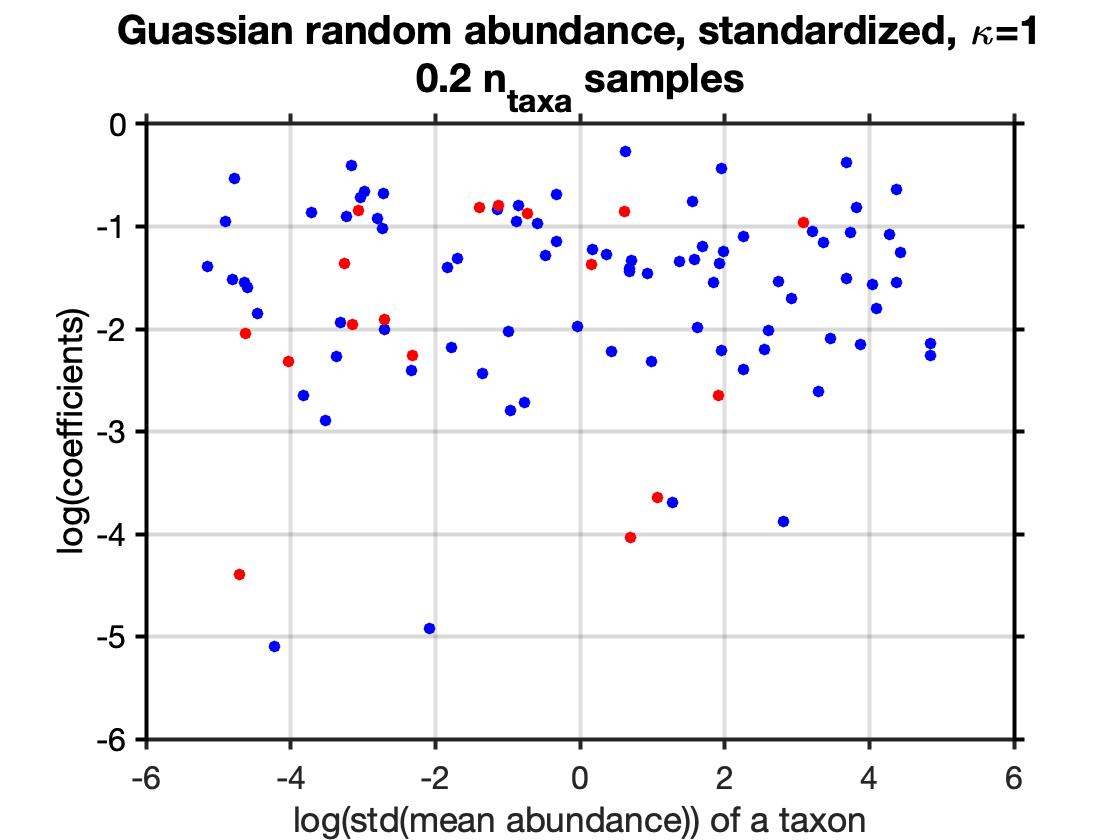 Guassian random abundance, standardized, κ=1
0.2 n_taxa samples
0
-1
-2
-3
-4
-5
-6
log(coefficients)
-6 -4 -2 0 2 4 6
log(std(mean abundance)) of a taxon